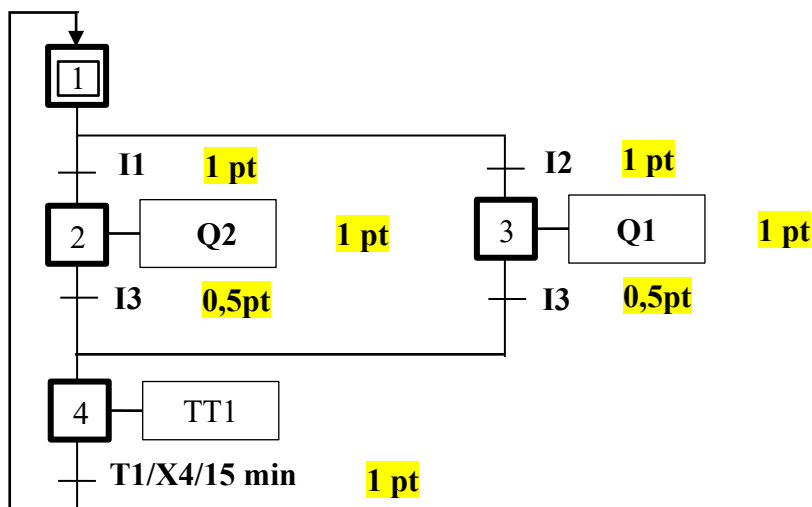 1
I1 1 pt
I2 1 pt
2 Q2 1 pt
3 Q1 1 pt
I3 0,5pt
I3 0,5pt
4 TT1
T1/X4/15 min 1 pt